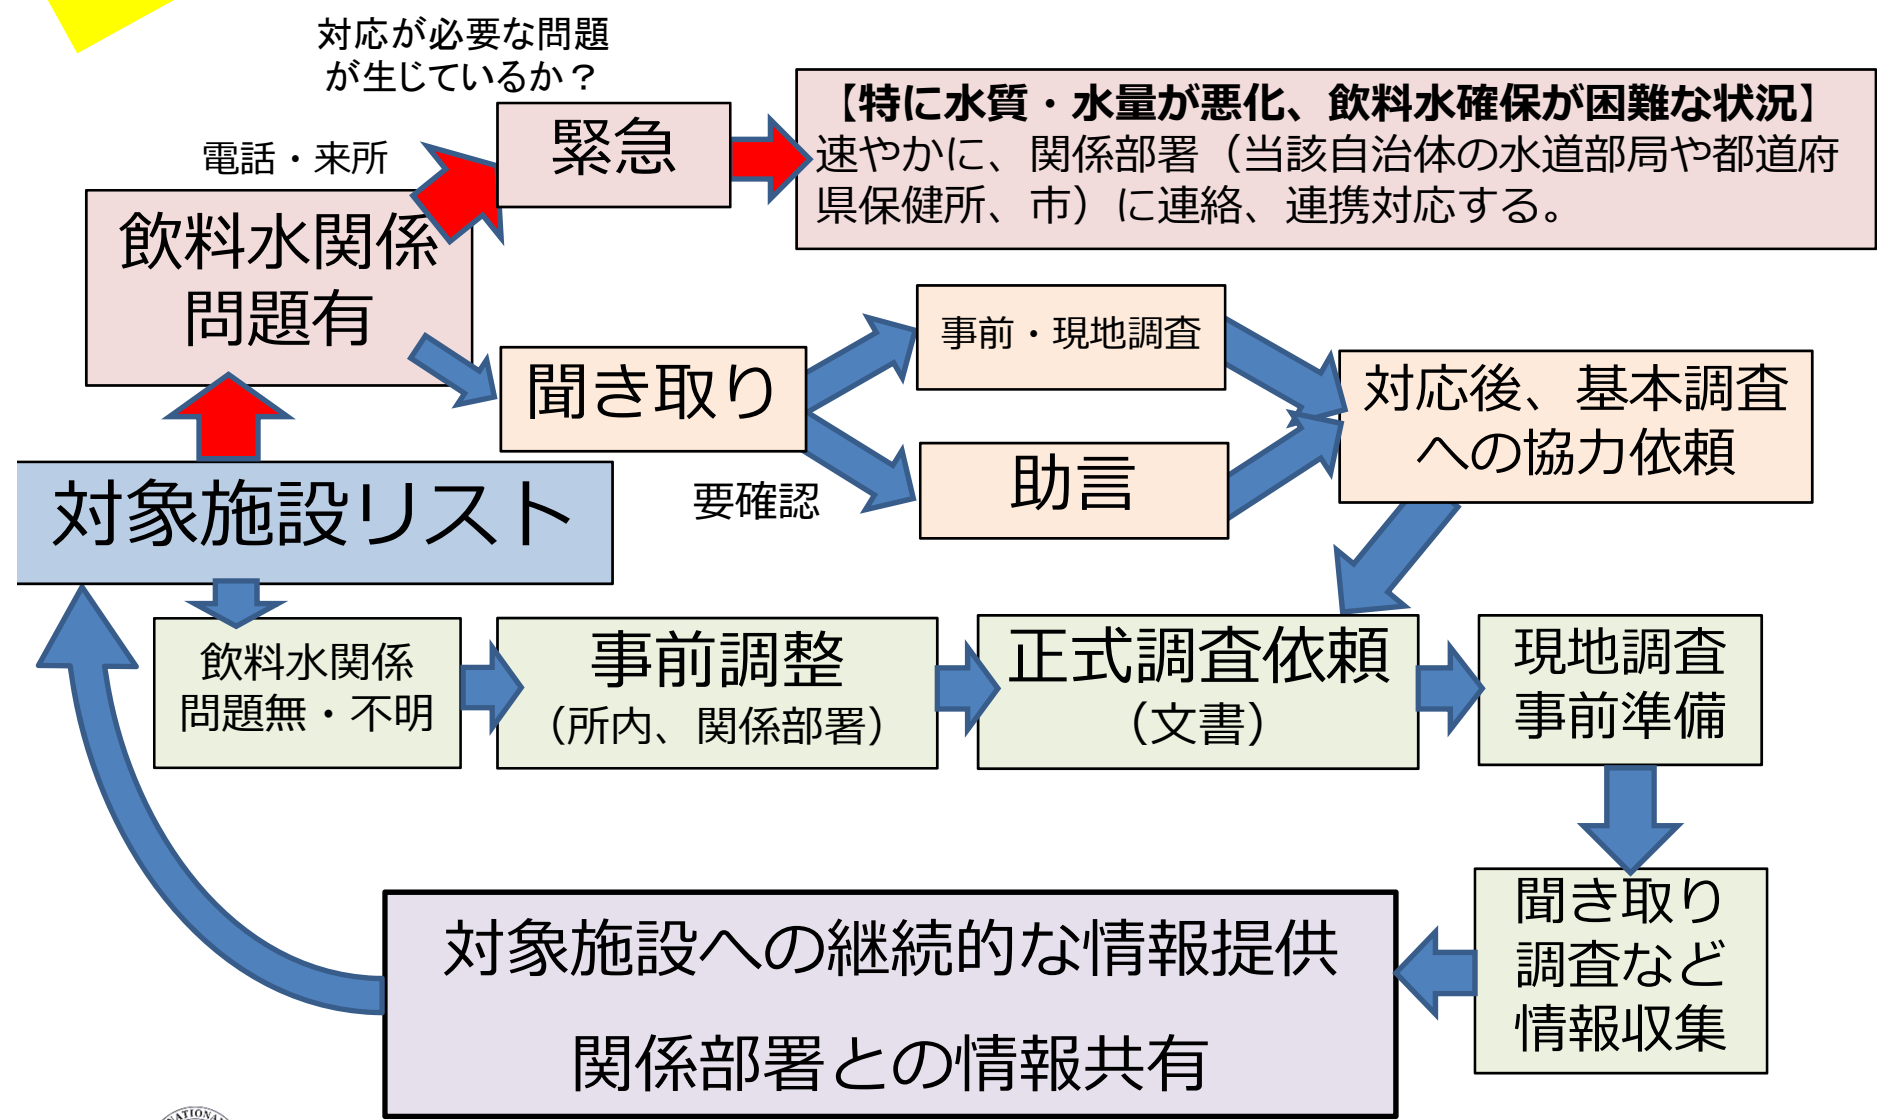 対応が必要な問題
が生じているか？
電話・来所
緊急
【特に水質・水量が悪化、飲料水確保が困難な状況】
速やかに、関係部署（当該自治体の水道部局や都道府
県保健所、市）に連絡、連携対応する。
飲料水関係
問題有
聞き取り
事前・現地調査
助言
要確認
対応後、基本調査
への協力依頼
対象施設リスト
飲料水関係
問題無・不明
事前調整
（所内、関係部署）
正式調査依頼
（文書）
現地調査
事前準備
聞き取り
調査など
情報収集
対象施設への継続的な情報提供
関係部署との情報共有